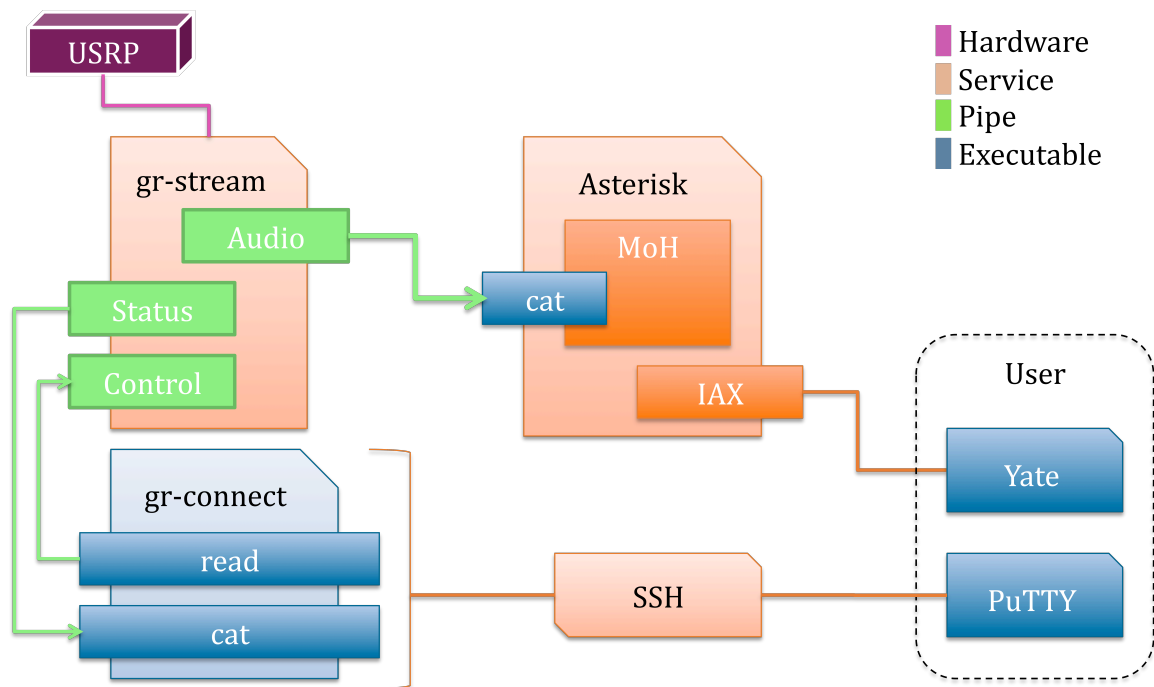 USRP
Hardware
Service
Pipe
Executable
gr-stream
Audio
Status
Control
Asterisk
MoH
cat
IAX
User
Yate
PuTTY
gr-connect
read
cat
SSH